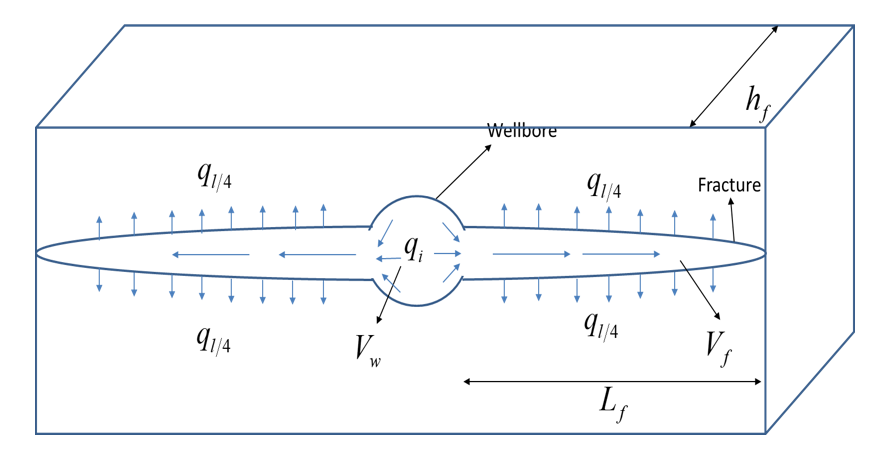 h_f
Wellbore
q_{l/4}
q_{l/4}
Fracture
q_i
q_{l/4}
V_w
q_{l/4}
V_f
L_f